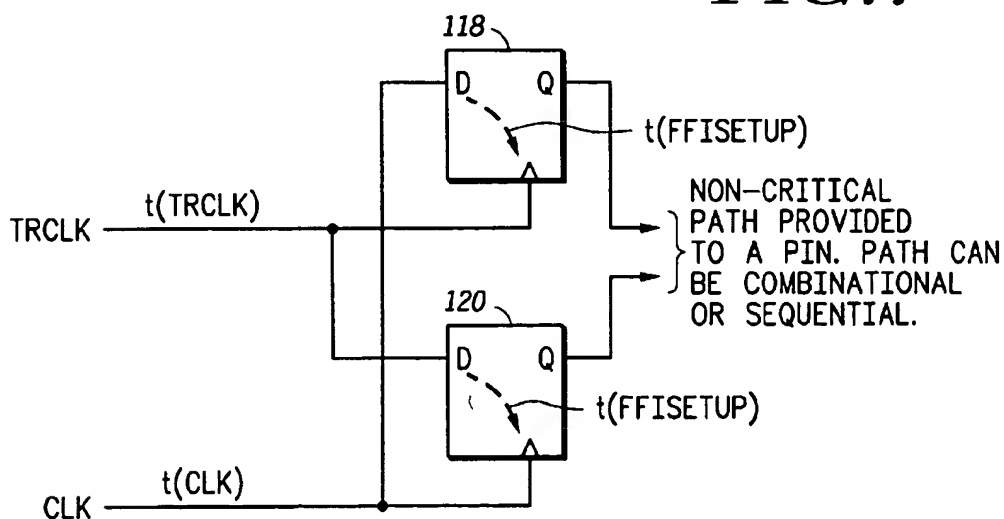 118
D Q
t(FFISETUP)
t(TRCLK)
TRCLK
NON-CRITICAL
PATH PROVIDED
TO A PIN. PATH CAN
BE COMBINATIONAL
OR SEQUENTIAL.
120
D Q
t(FFISETUP)
t(CLK)
CLK